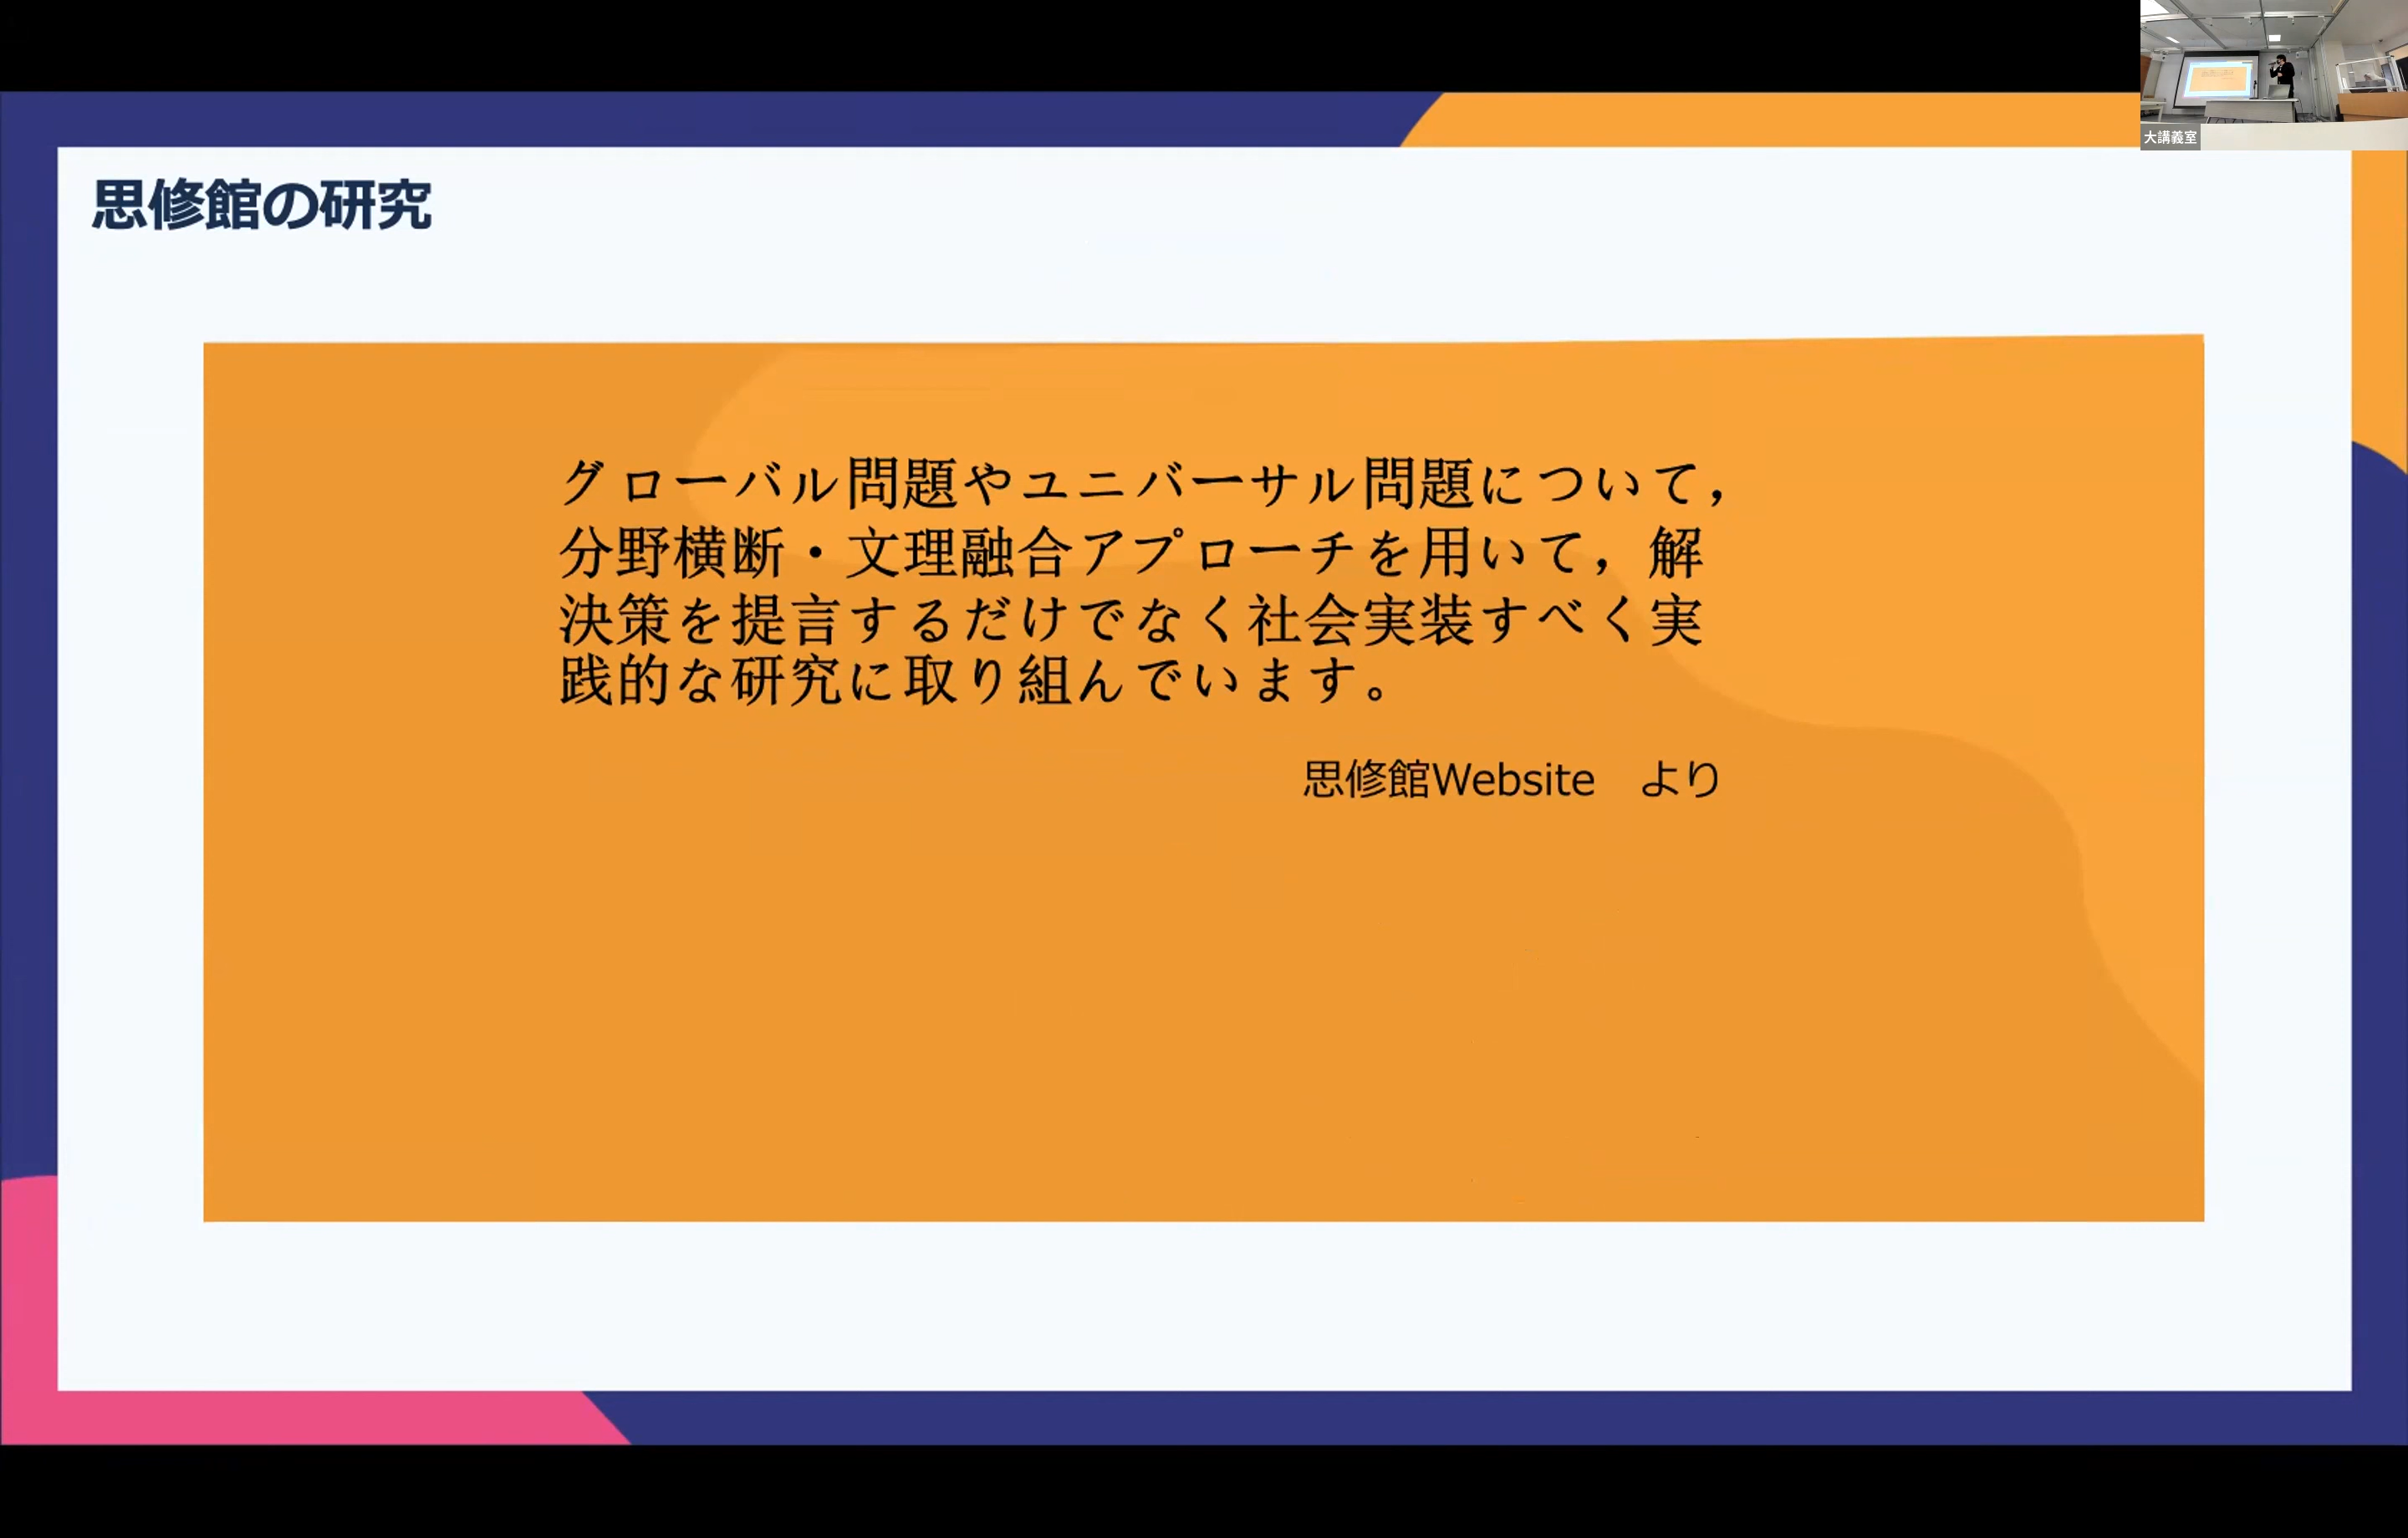 大講義室
思修館の研究
グローバル問題やユニバーサル問題について，
分野横断・文理融合アプローチを用いて，解
決策を提言するだけでなく社会実装すべく実
践的な研究に取り組んでいます。
思修館Website　より